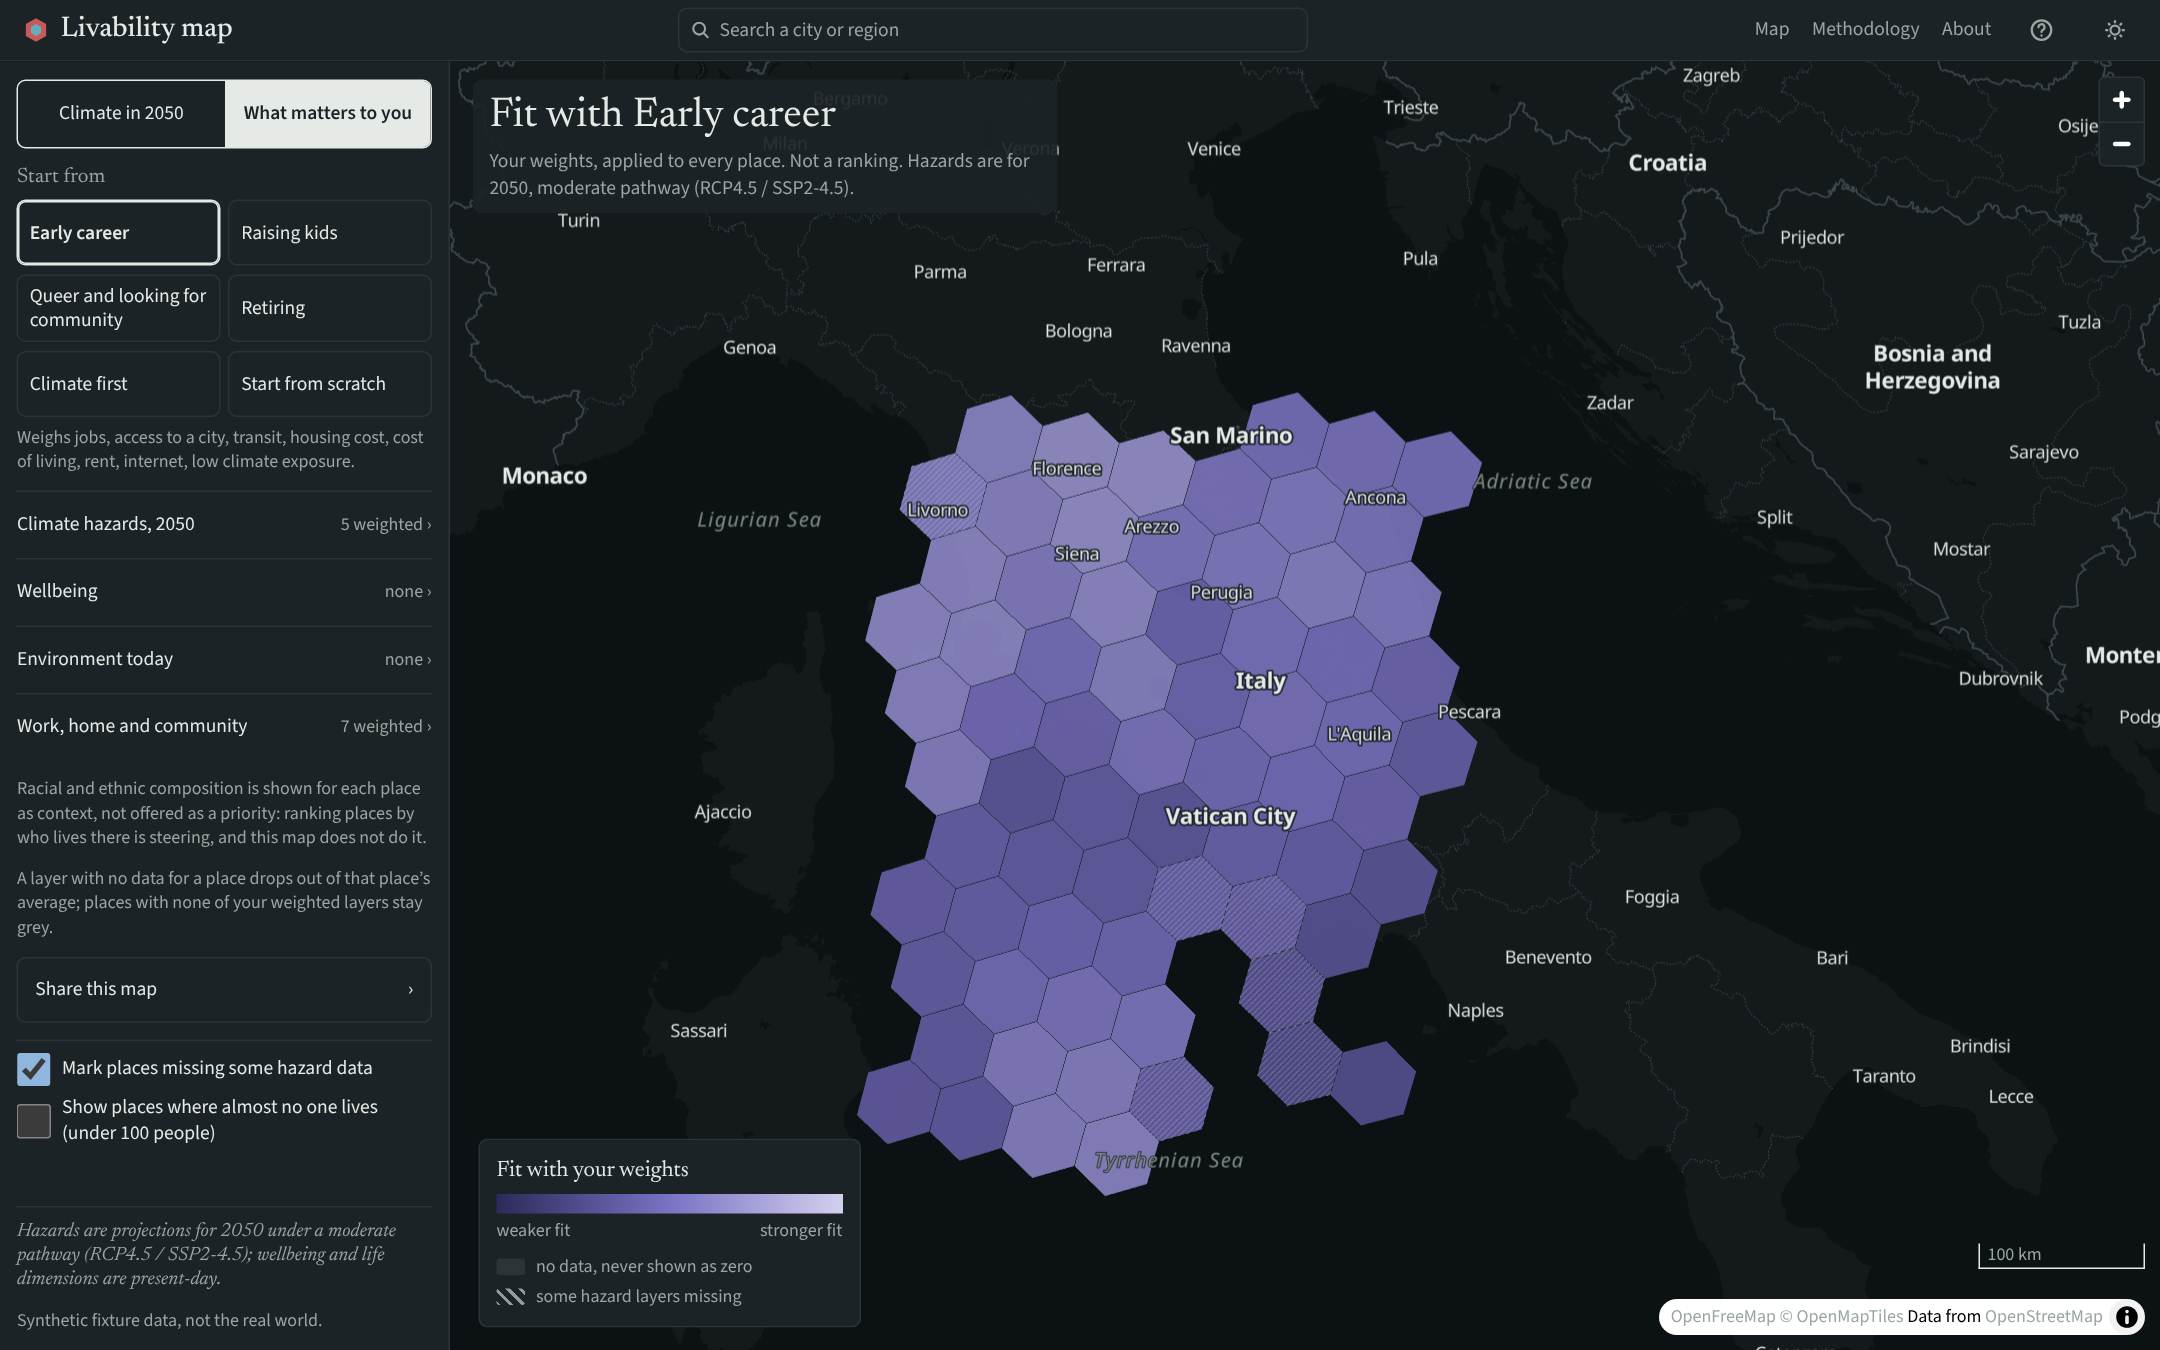 Livability map
Search a city or region
Map
Methodology
About
Climate in 2050
What matters to you
Start from
Early career
Raising kids
Queer and looking for
community
Retiring
Climate first
Start from scratch
Weighs jobs, access to a city, transit, housing cost, cost
of living, rent, internet, low climate exposure.
Climate hazards, 2050
5 weighted ›
Wellbeing
none ›
Environment today
none ›
Work, home and community
7 weighted ›
Racial and ethnic composition is shown for each place
as context, not offered as a priority: ranking places by
who lives there is steering, and this map does not do it.
A layer with no data for a place drops out of that place’s
average; places with none of your weighted layers stay
grey.
Share this map ›
Mark places missing some hazard data
Show places where almost no one lives
(under 100 people)
Hazards are projections for 2050 under a moderate
pathway (RCP4.5 / SSP2-4.5); wellbeing and life
dimensions are present-day.
Synthetic fixture data, not the real world.
Fit with Early career
Your weights, applied to every place. Not a ranking. Hazards are for
2050, moderate pathway (RCP4.5 / SSP2-4.5).
Bergamo
Milan
Verona
Zagreb
Trieste
Osije
Venice
Croatia
Turin
Prijedor
Parma
Ferrara
Pula
Bologna
Ravenna
Tuzla
Genoa
Bosnia and
Herzegovina
Zadar
San Marino
Sarajevo
Florence
Monaco
Adriatic Sea
Ancona
Livorno
Ligurian Sea
Split
Arezzo
Mostar
Siena
Perugia
Monter
Italy
Dubrovnik
Pescara
Podg
L'Aquila
Ajaccio
Vatican City
Foggia
Benevento
Bari
Naples
Sassari
Brindisi
Taranto
Lecce
Tyrrhenian Sea
Fit with your weights
weaker fit
stronger fit
no data, never shown as zero
some hazard layers missing
100 km
OpenFreeMap © OpenMapTiles Data from OpenStreetMap